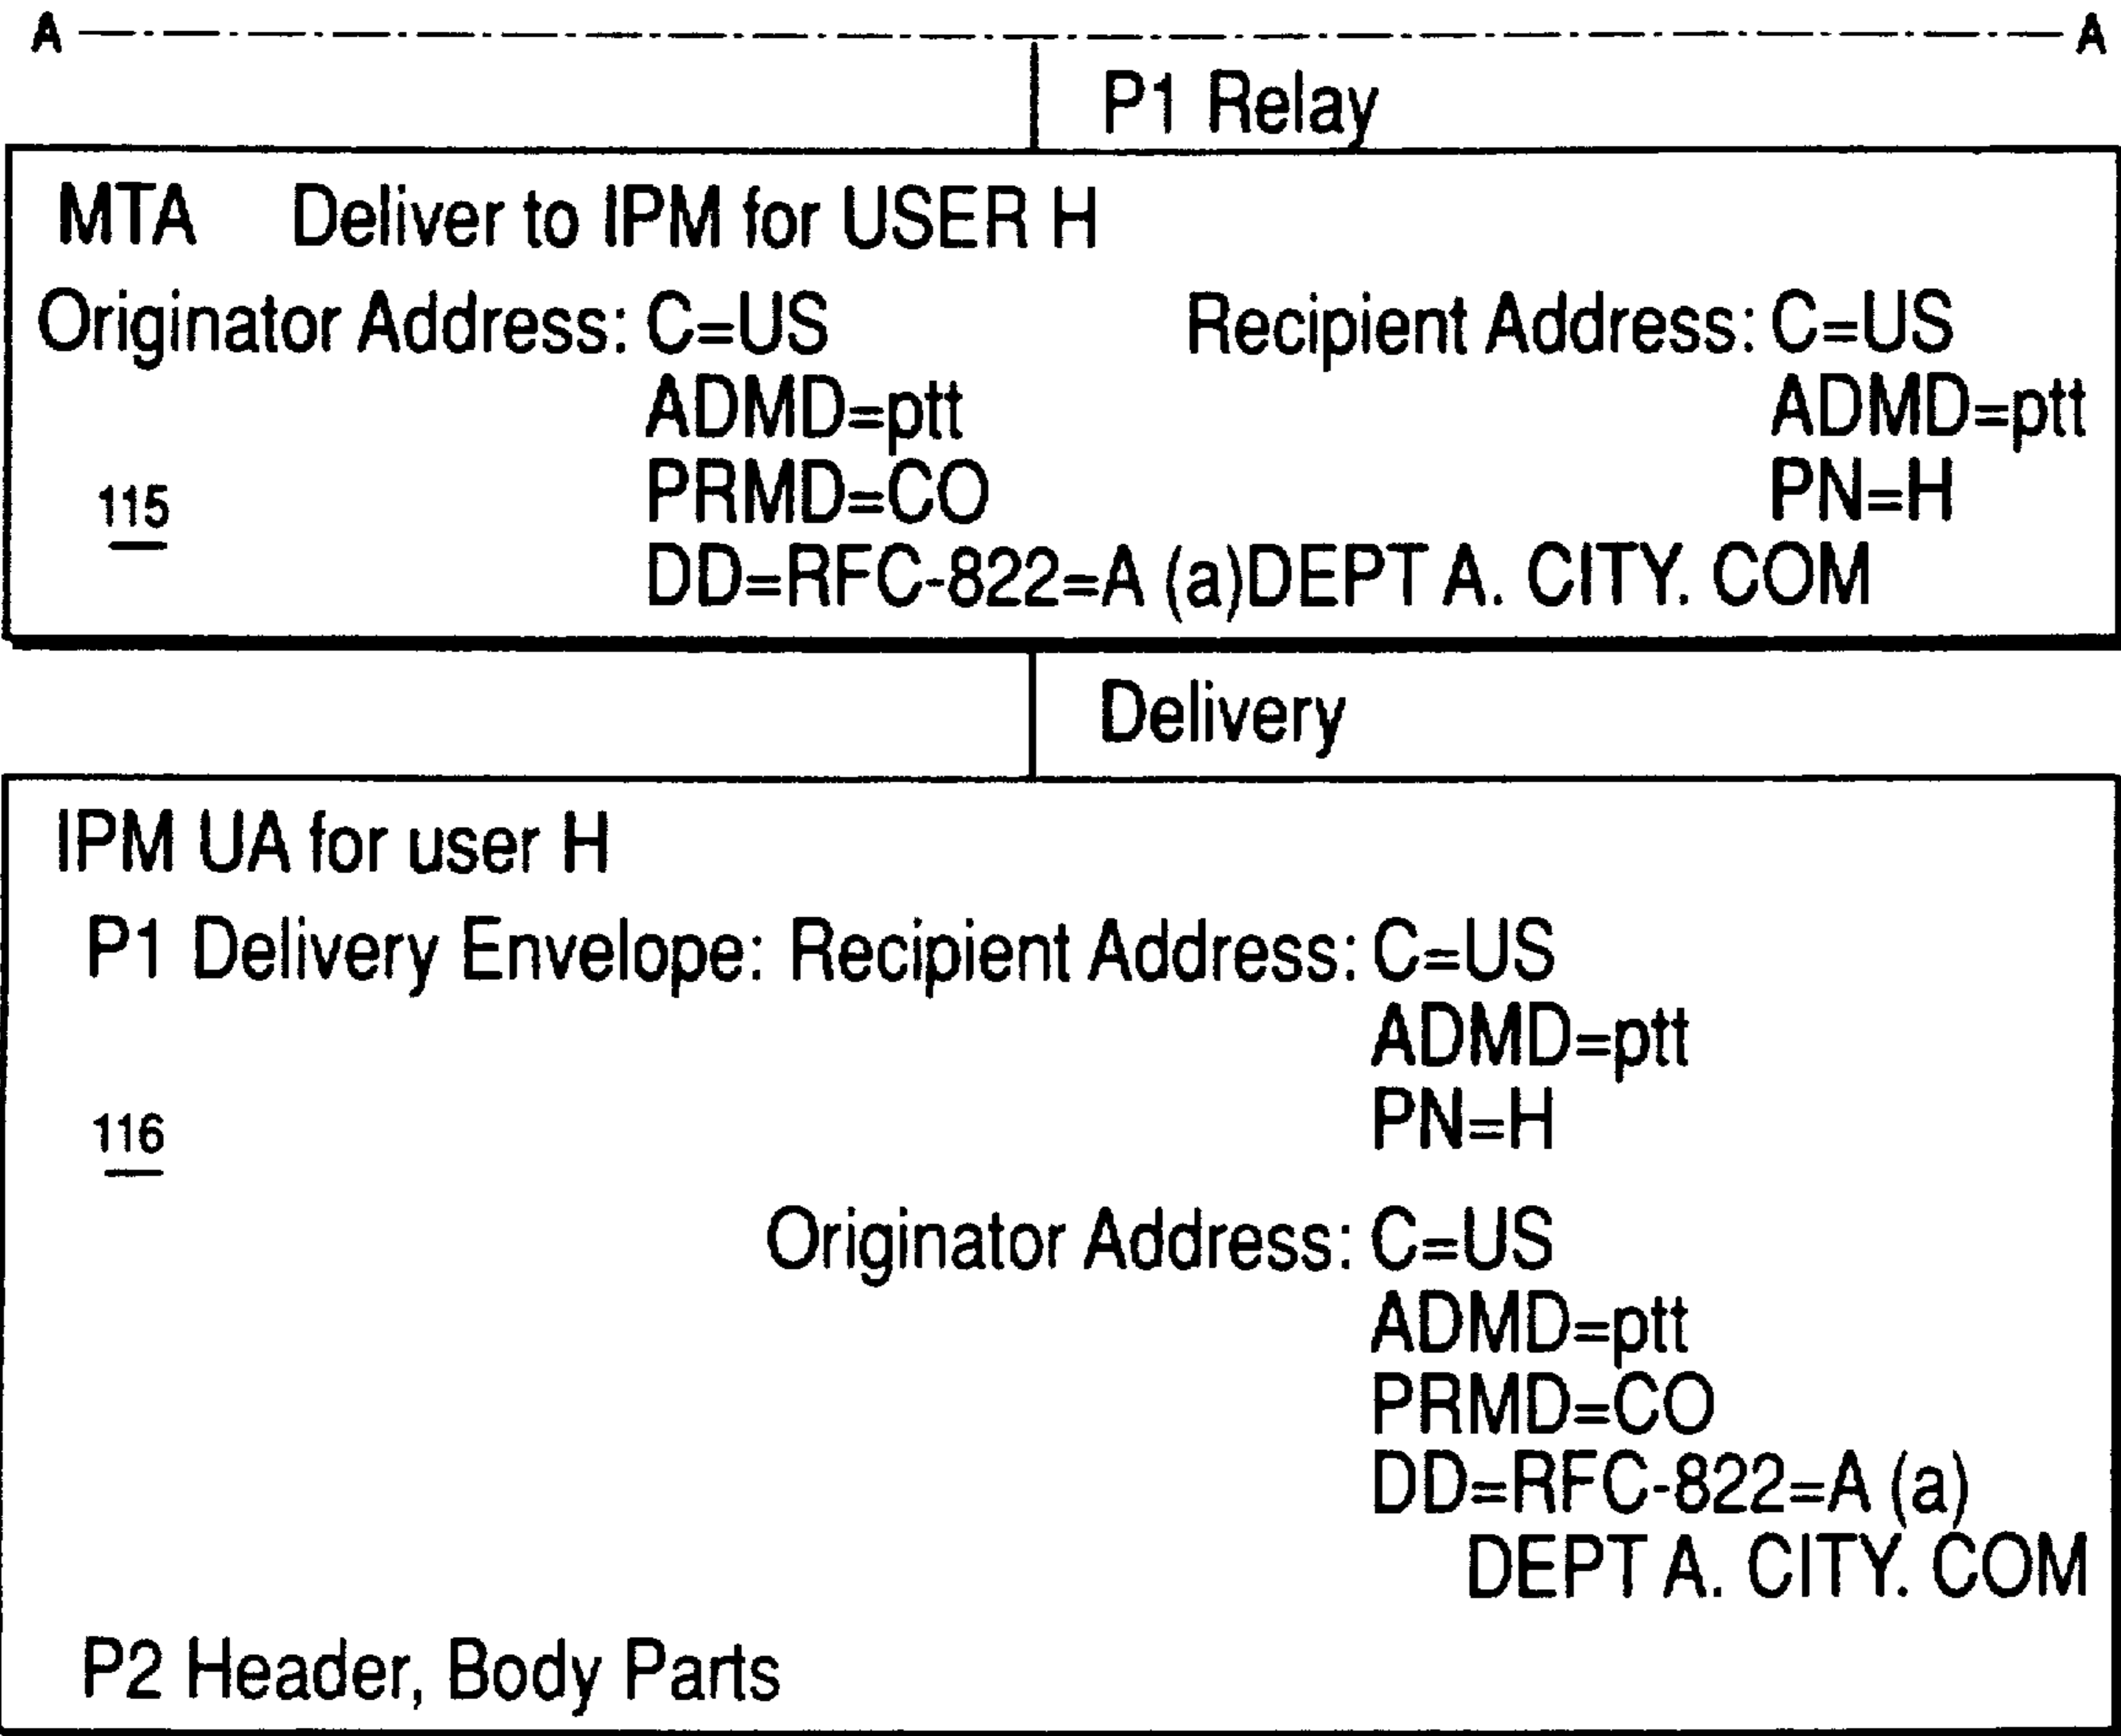 A A
P1 Relay
MTA Deliver to IPM for USER H
Originator Address: C=US Recipient Address: C=US
ADMD=ptt ADMD=ptt
115 PRMD=CO PN=H
DD=RFC-822=A (a)DEPT A. CITY. COM
Delivery
IPM UA for user H
P1 Delivery Envelope: Recipient Address: C=US
ADMD=ptt
116 PN=H
Originator Address: C=US
ADMD=ptt
PRMD=CO
DD=RFC-822=A (a)
DEPT A. CITY. COM
P2 Header, Body Parts